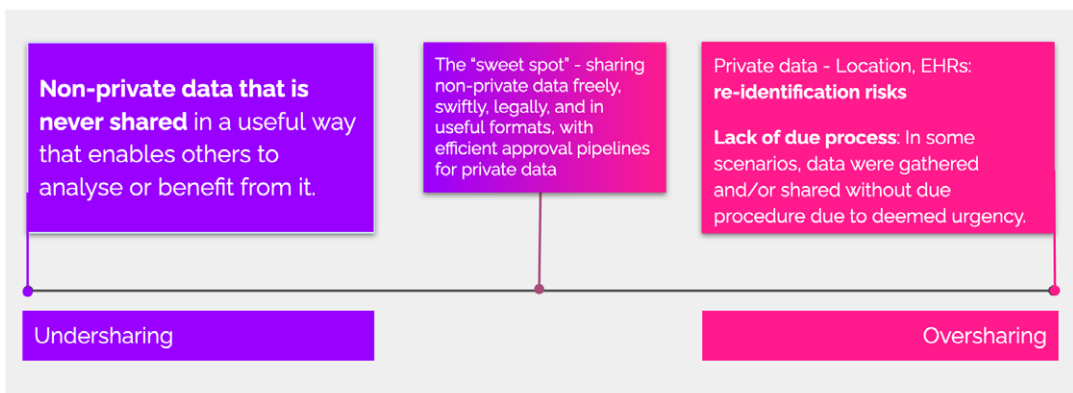 Non-private data that is
never shared in a useful way
that enables others to
analyse or benefit from it.
The “sweet spot” - sharing
non-private data freely,
swiftly, legally, and in
useful formats, with
efficient approval pipelines
for private data
Private data - Location, EHRs:
re-identification risks
Lack of due process: In some
scenarios, data were gathered
and/or shared without due
procedure due to deemed urgency.
Undersharing
Oversharing